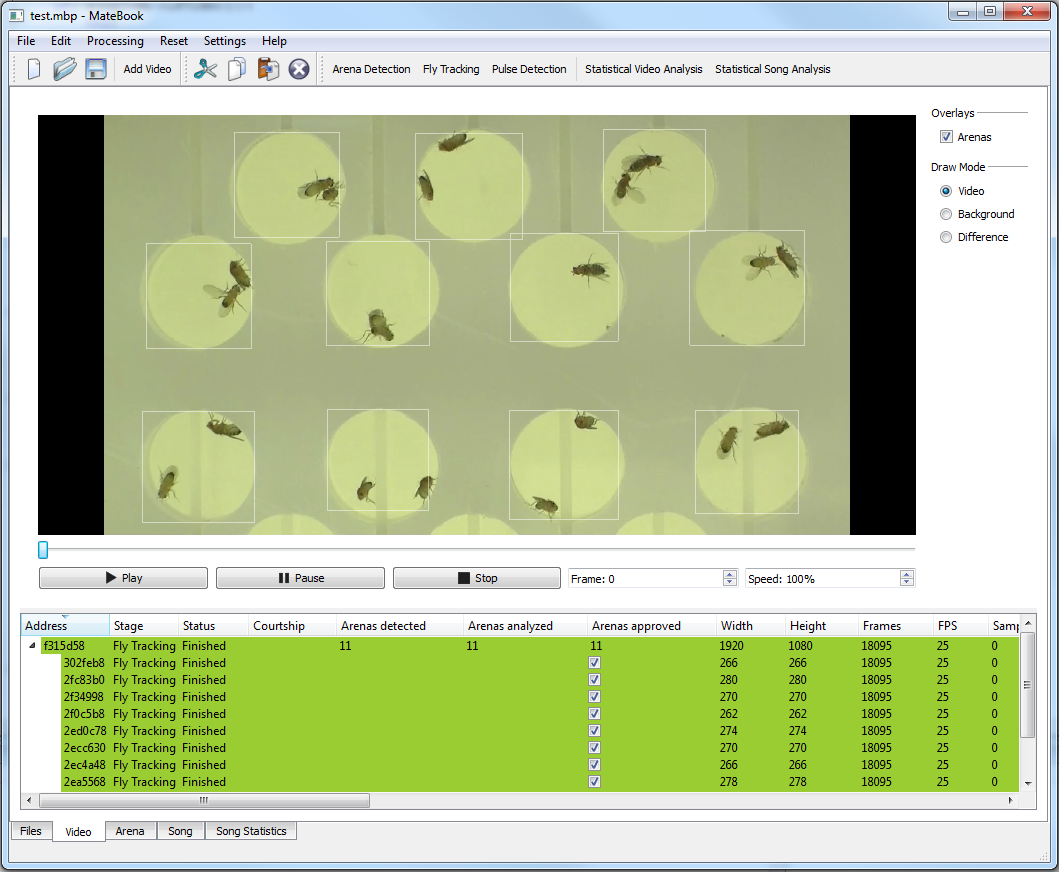 test.mbp - MateBook
File Edit Processing Reset Settings Help
Add Video Arena Detection Fly Tracking Pulse Detection Statistical Video Analysis Statistical Song Analysis
Overlays
Arenas
Draw Mode
Video
Background
Difference
Play Pause Stop Frame: 0 Speed: 100%
Address Stage Status Courtship Arenas detected Arenas analyzed Arenas approved Width Height Frames FPS Samp
f315d58 Fly Tracking Finished 11 11 11 1920 1080 18095 25 0
302feb8 Fly Tracking Finished 266 266 18095 25 0
2fc83b0 Fly Tracking Finished 280 280 18095 25 0
2f34998 Fly Tracking Finished 270 270 18095 25 0
2f0c5b8 Fly Tracking Finished 262 262 18095 25 0
2ed0c78 Fly Tracking Finished 274 274 18095 25 0
2ecc630 Fly Tracking Finished 270 270 18095 25 0
2ec4a48 Fly Tracking Finished 266 266 18095 25 0
2ea5568 Fly Tracking Finished 278 278 18095 25 0
Files Video Arena Song Song Statistics